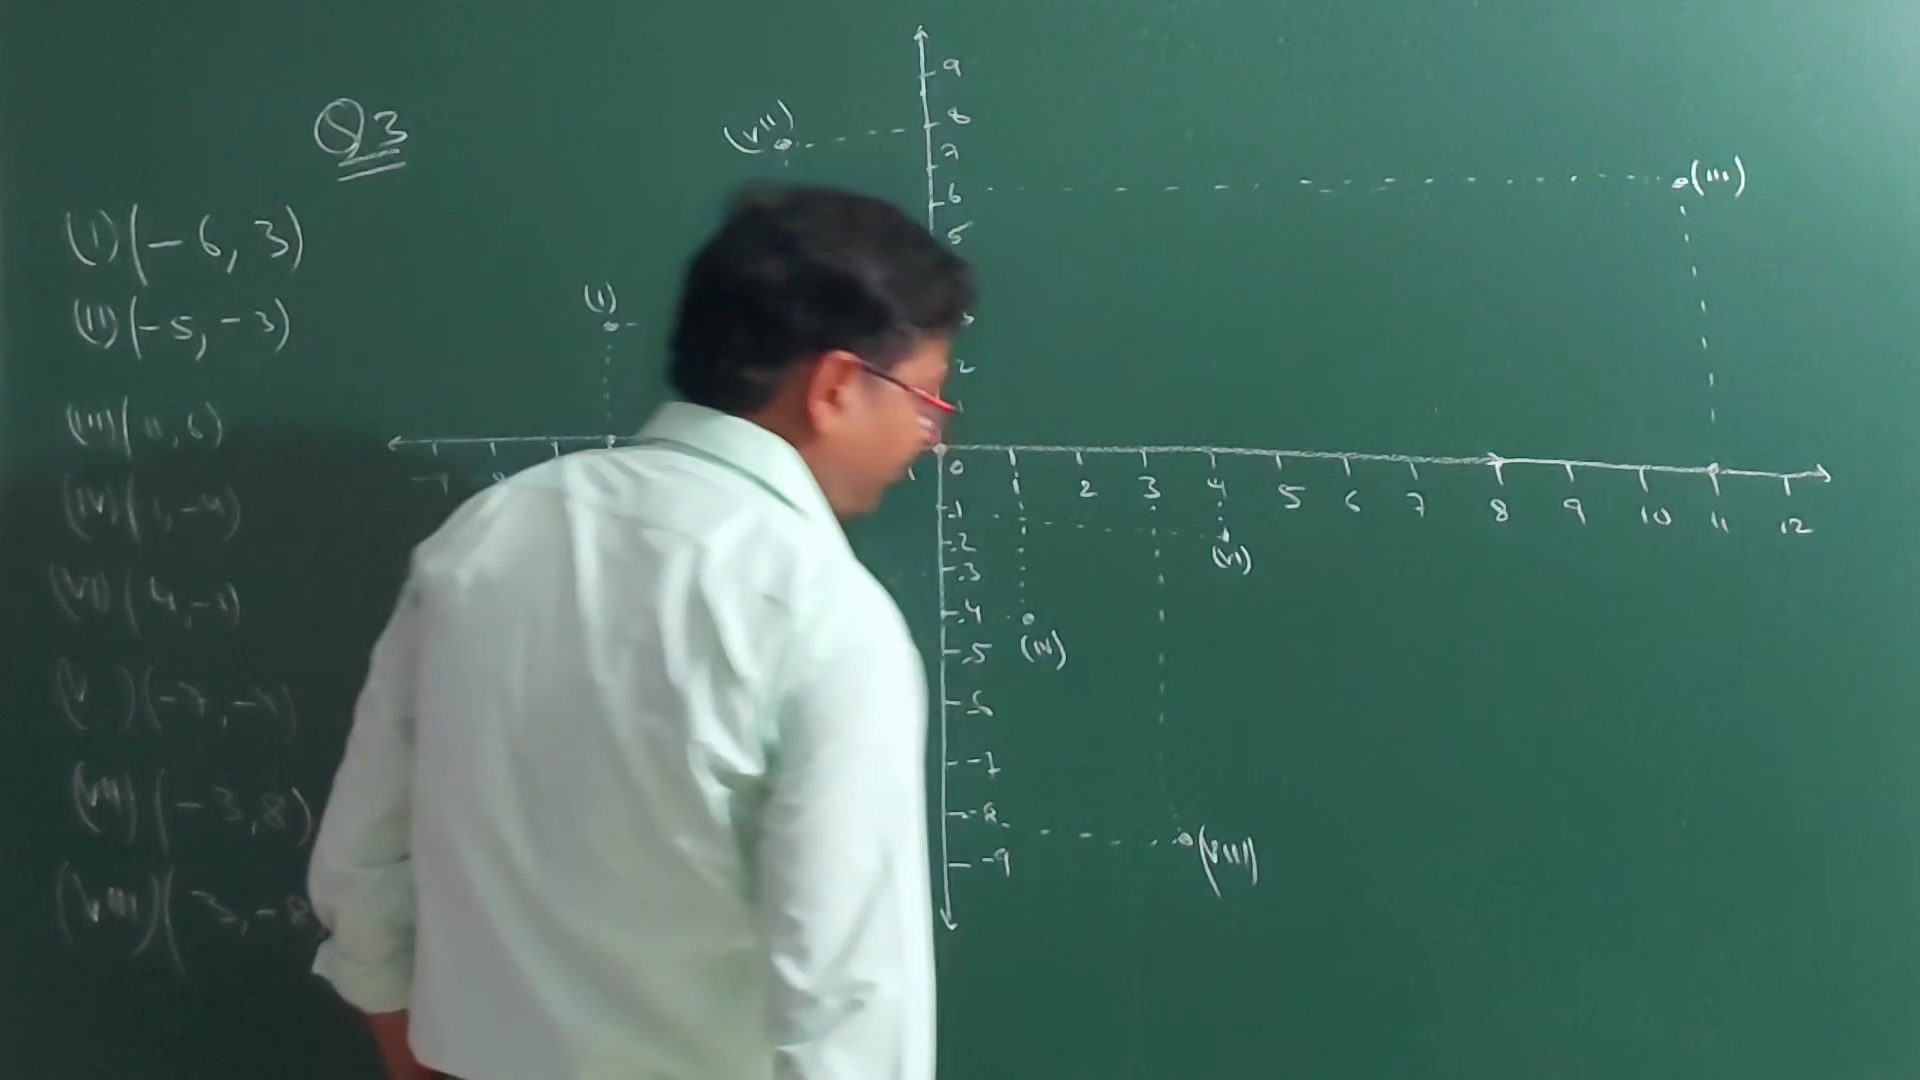 Q3
(i) (-6, 3)
(ii) (-5, -3)
(iii) ( 11, 6)
(iv) ( 1, -4)
(vi) ( 4, -1)
(v )
(vii) ( -3, 8)
(viii) ( 3, -8
(vii)
(iii)
(i)
9
8
7
6
5
3
2
1
0
1 2 3 4 5 6 7 8 9 10 11 12
-7
-1
-2
-3
-4
-5
-6
-7
-8
-9
(vi)
(iv)
(viii)